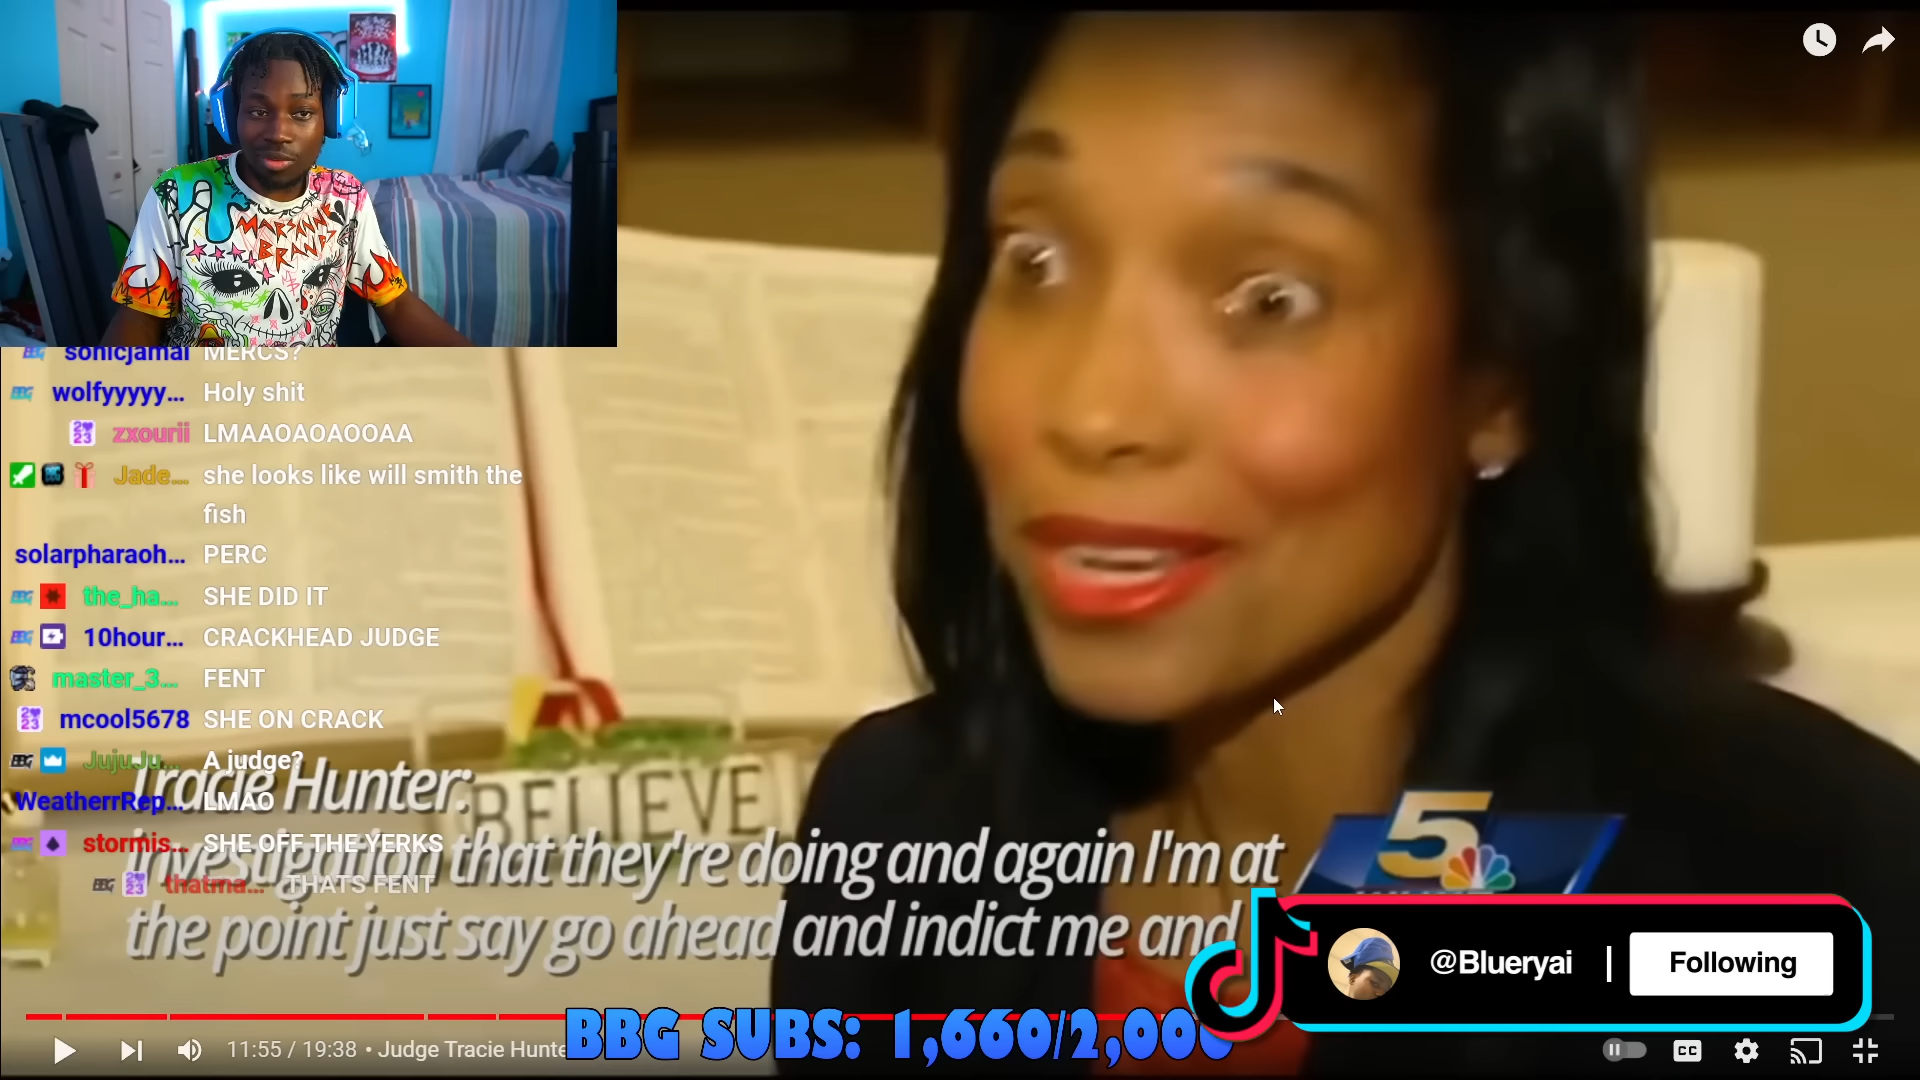 MARSANNE
BRANDS
sonicjamal MERCS?
wolfyyyyy... Holy shit
zxourii LMAAOAOAOOAA
Jade... she looks like will smith the
fish
solarpharaoh... PERC
the_ha... SHE DID IT
10hour... CRACKHEAD JUDGE
master_3... FENT
mcool5678 SHE ON CRACK
JujuJu... A judge?
WeatherrRep... LMAO
stormis... SHE OFF THE YERKS
thatma... THATS FENT
BELIEVE
Tracie Hunter:
investigation that they're doing and again I'm at
the point just say go ahead and indict me and
5
@Blueryai | Following
BBG SUBS: 1,660/2,000
11:55 / 19:38 • Judge Tracie Hunte
CC